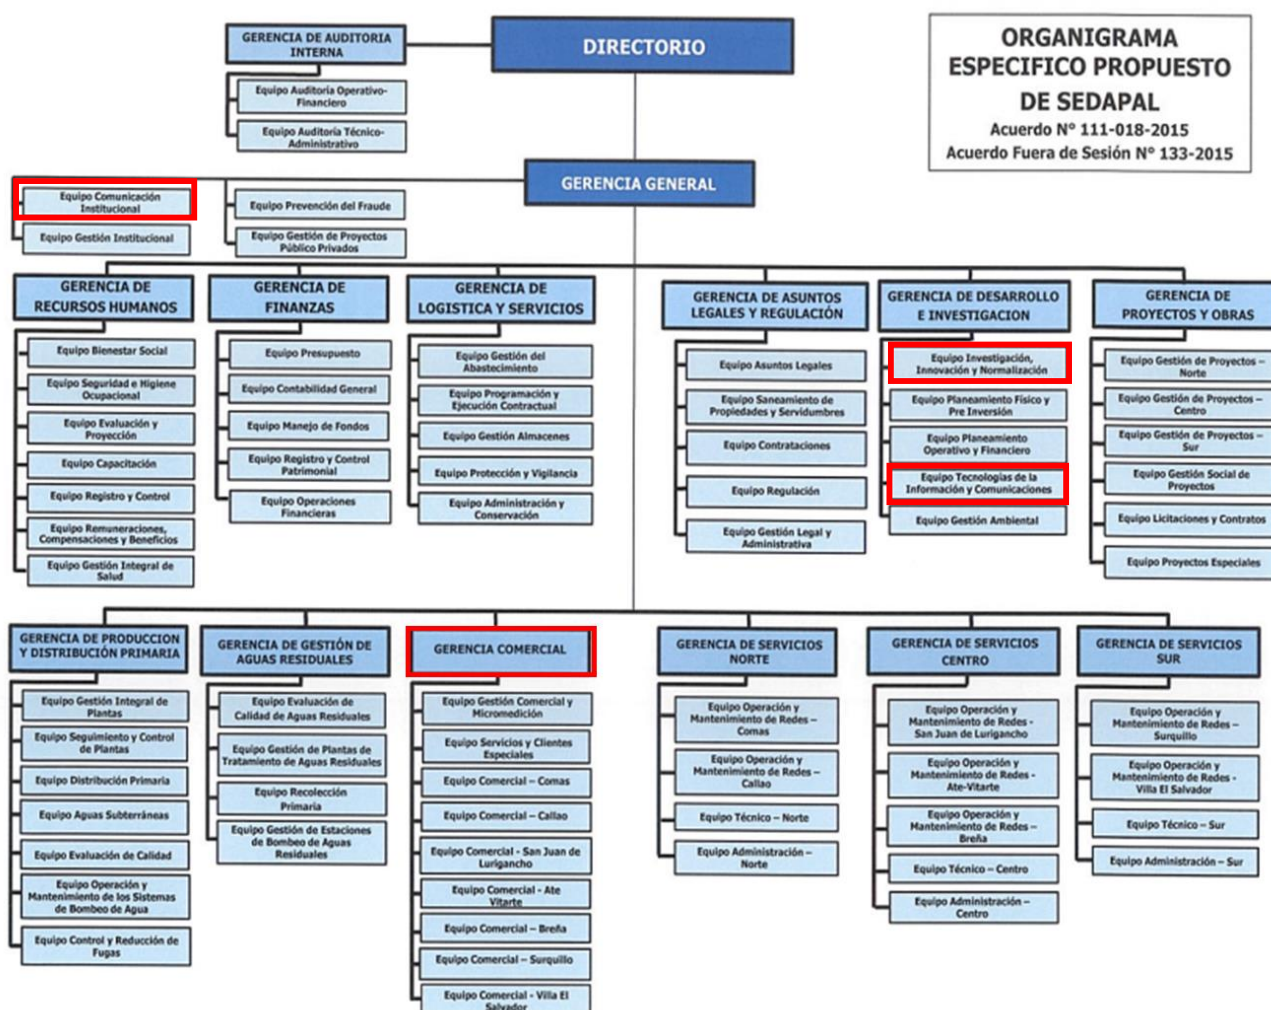 GERENCIA DE AUDITORIA
INTERNA
DIRECTORIO
ORGANIGRAMA
ESPECIFICO PROPUESTO
DE SEDAPAL
Acuerdo N° 111-018-2015
Acuerdo Fuera de Sesión N° 133-2015
Equipo Auditoría Operativo-
Financiero
Equipo Auditoría Técnico-
Administrativo
GERENCIA GENERAL
Equipo Comunicación
Institucional
Equipo Gestión Institucional
Equipo Prevención del Fraude
Equipo Gestión de Proyectos
Público Privados
GERENCIA DE
RECURSOS HUMANOS
Equipo Bienestar Social
Equipo Seguridad e Higiene
Ocupacional
Equipo Evaluación y
Proyección
Equipo Capacitación
Equipo Registro y Control
Equipo Remuneraciones,
Compensaciones y Beneficios
Equipo Gestión Integral de
Salud
GERENCIA DE
FINANZAS
Equipo Presupuesto
Equipo Contabilidad General
Equipo Manejo de Fondos
Equipo Registro y Control
Patrimonial
Equipo Operaciones
Financieras
GERENCIA DE
LOGISTICA Y SERVICIOS
Equipo Gestión del
Abastecimiento
Equipo Programación y
Ejecución Contractual
Equipo Gestión Almacenes
Equipo Protección y Vigilancia
Equipo Administración y
Conservación
GERENCIA DE ASUNTOS
LEGALES Y REGULACIÓN
Equipo Asuntos Legales
Equipo Saneamiento de
Propiedades y Servidumbres
Equipo Contrataciones
Equipo Regulación
Equipo Gestión Legal y
Administrativa
GERENCIA DE DESARROLLO
E INVESTIGACION
Equipo Investigación,
Innovación y Normalización
Equipo Planeamiento Físico y
Pre Inversión
Equipo Planeamiento
Operativo y Financiero
Equipo Tecnologías de la
Información y Comunicaciones
Equipo Gestión Ambiental
GERENCIA DE
PROYECTOS Y OBRAS
Equipo Gestión de Proyectos –
Norte
Equipo Gestión de Proyectos –
Centro
Equipo Gestión de Proyectos –
Sur
Equipo Gestión Social de
Proyectos
Equipo Licitaciones y Contratos
Equipo Proyectos Especiales
GERENCIA DE PRODUCCION
Y DISTRIBUCIÓN PRIMARIA
Equipo Gestión Integral de
Plantas
Equipo Seguimiento y Control
de Plantas
Equipo Distribución Primaria
Equipo Aguas Subterráneas
Equipo Evaluación de Calidad
Equipo Operación y
Mantenimiento de los Sistemas
de Bombeo de Agua
Equipo Control y Reducción de
Fugas
GERENCIA DE GESTIÓN DE
AGUAS RESIDUALES
Equipo Evaluación de
Calidad de Aguas Residuales
Equipo Gestión de Plantas de
Tratamiento de Aguas Residuales
Equipo Recolección
Primaria
Equipo Gestión de Estaciones
de Bombeo de Aguas
Residuales
GERENCIA COMERCIAL
Equipo Gestión Comercial y
Micromedición
Equipo Servicios y Clientes
Especiales
Equipo Comercial – Comas
Equipo Comercial – Callao
Equipo Comercial - San Juan de
Lurigancho
Equipo Comercial - Ate
Vitarte
Equipo Comercial – Breña
Equipo Comercial – Surquillo
Equipo Comercial - Villa El
Salvador
GERENCIA DE SERVICIOS
NORTE
Equipo Operación y
Mantenimiento de Redes –
Comas
Equipo Operación y
Mantenimiento de Redes –
Callao
Equipo Técnico – Norte
Equipo Administración –
Norte
GERENCIA DE SERVICIOS
CENTRO
Equipo Operación y
Mantenimiento de Redes -
San Juan de Lurigancho
Equipo Operación y
Mantenimiento de Redes -
Ate-Vitarte
Equipo Operación y
Mantenimiento de Redes –
Breña
Equipo Técnico – Centro
Equipo Administración –
Centro
GERENCIA DE SERVICIOS
SUR
Equipo Operación y
Mantenimiento de Redes –
Surquillo
Equipo Operación y
Mantenimiento de Redes -
Villa El Salvador
Equipo Técnico – Sur
Equipo Administración – Sur